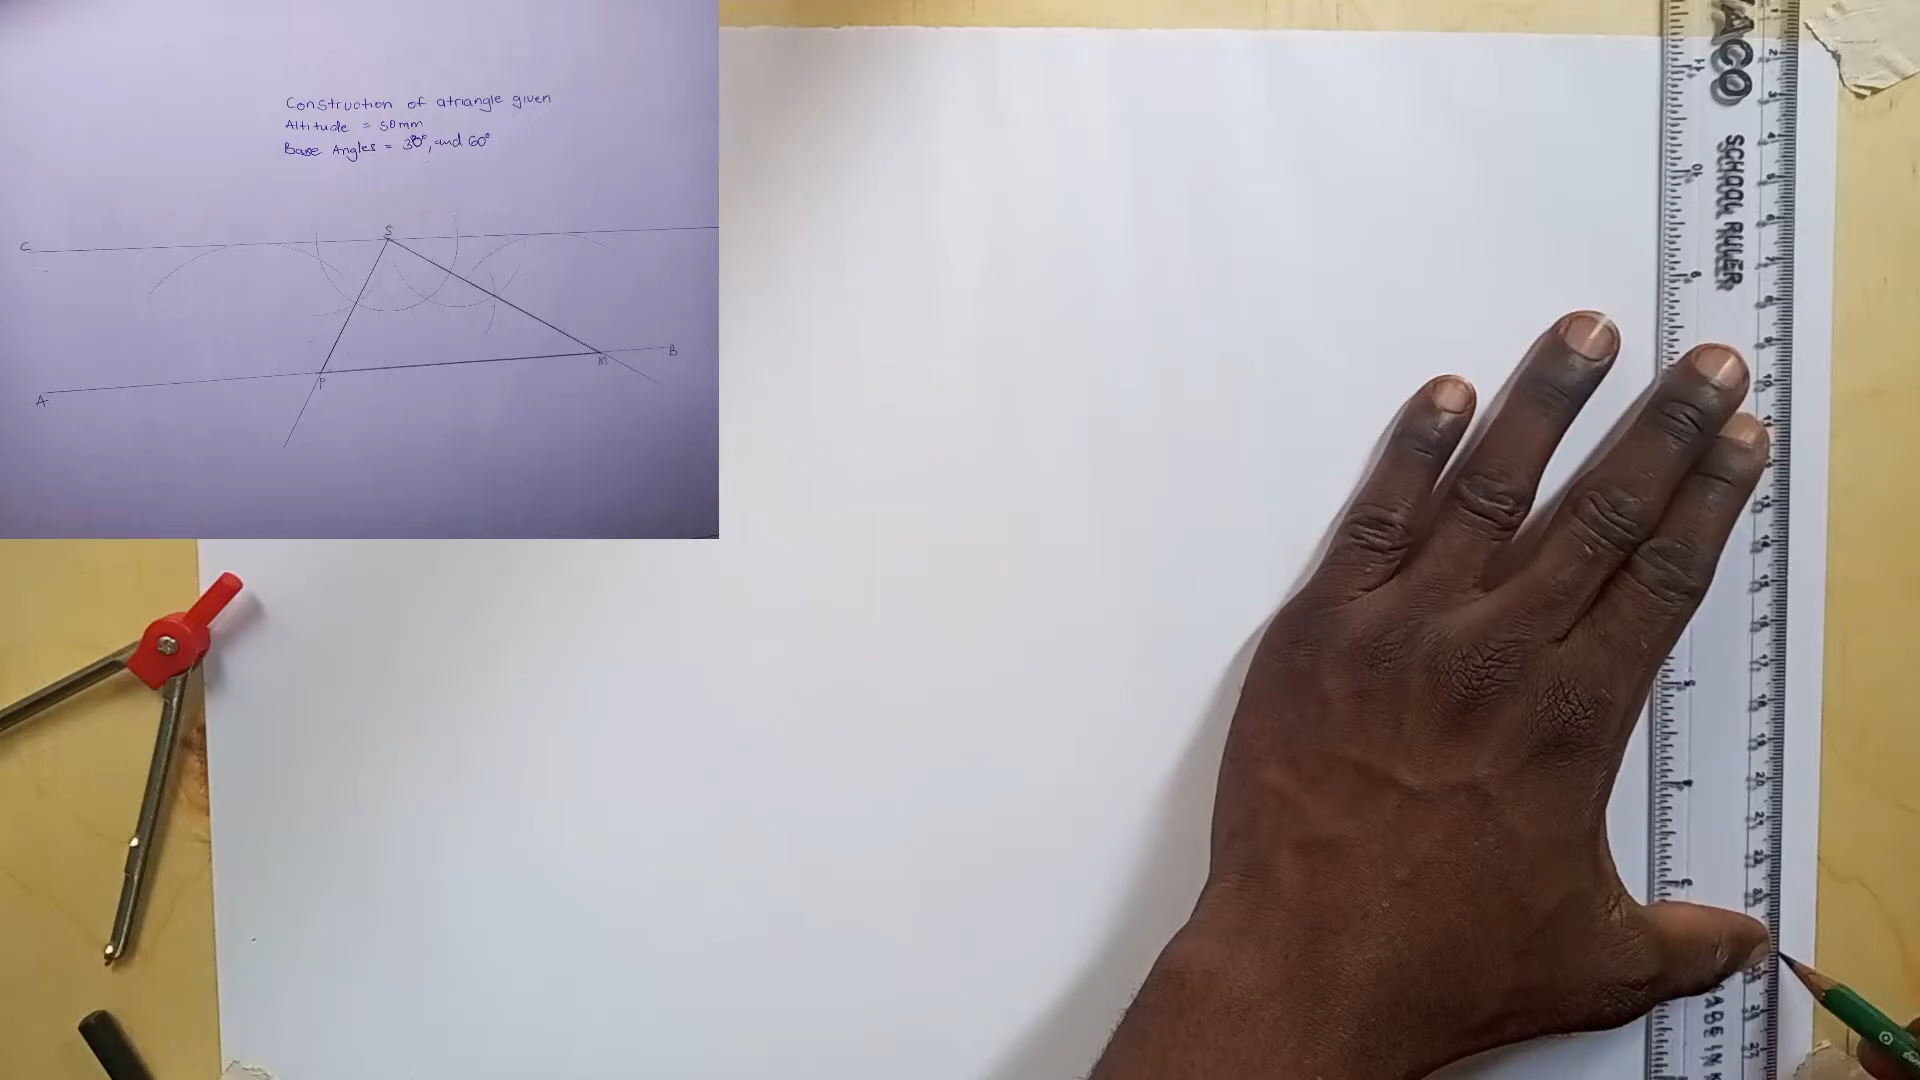 Construction of atriangle given
Altitude = 50mm
Base Angles = 30°, and 60°
C
S
A
P
M
B
SCHOOL RULER